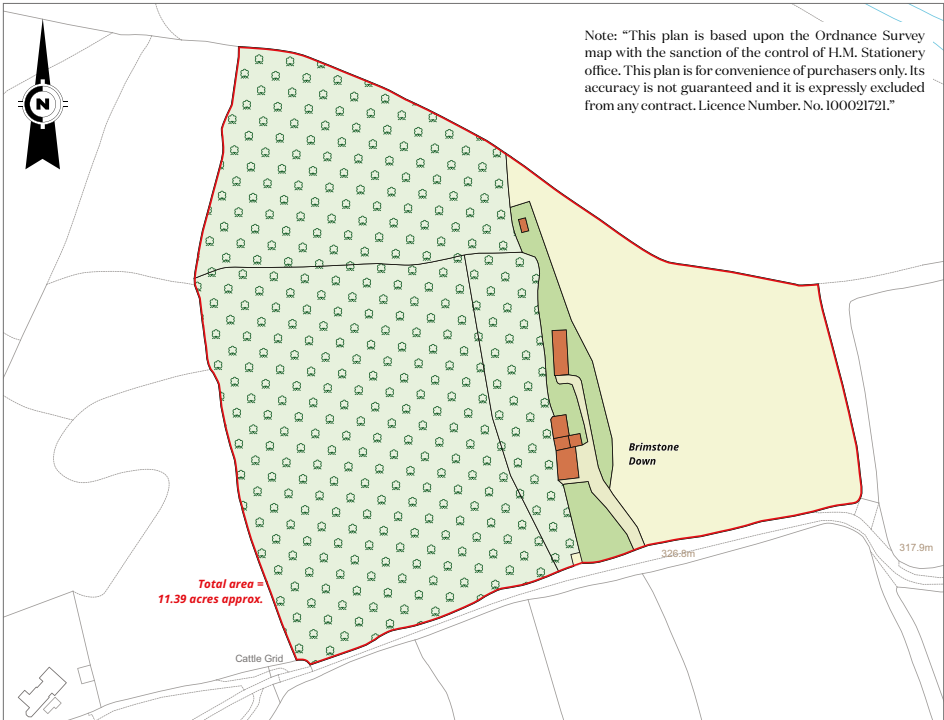 Note: “This plan is based upon the Ordnance Survey
map with the sanction of the control of H.M. Stationery
office. This plan is for convenience of purchasers only. Its
accuracy is not guaranteed and it is expressly excluded
from any contract. Licence Number. No. 100021721.”
N
Brimstone
Down
326.8m
317.9m
Total area =
11.39 acres approx.
Cattle Grid